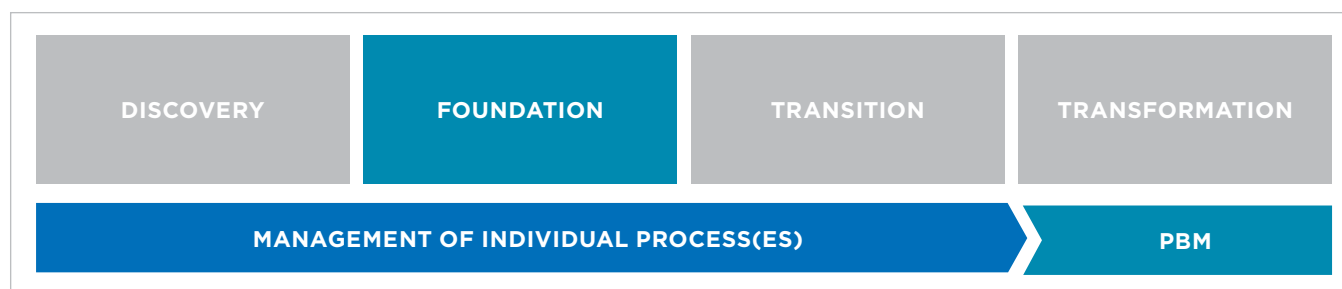 DISCOVERY
FOUNDATION
TRANSITION
TRANSFORMATION
MANAGEMENT OF INDIVIDUAL PROCESS(ES)
PBM